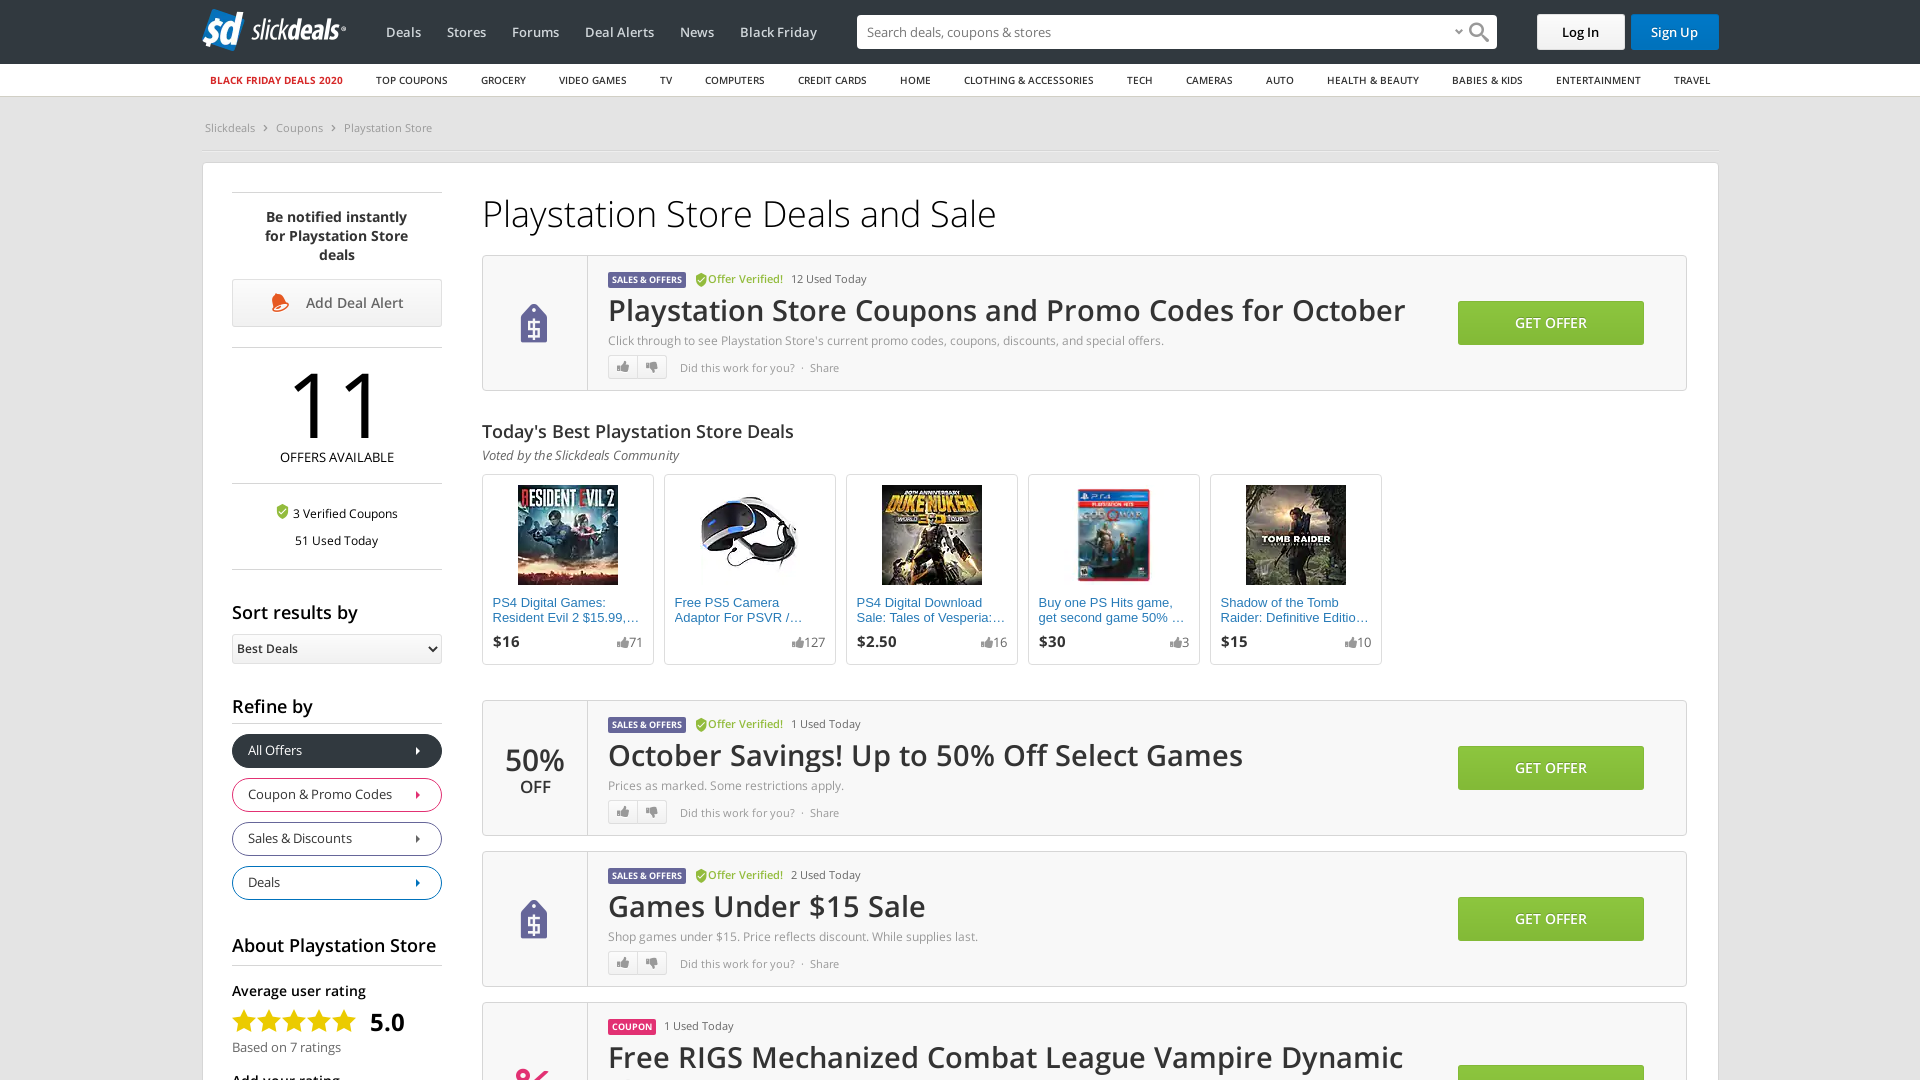 slickdeals
Deals
Stores
Forums
Deal Alerts
News
Black Friday
Search deals, coupons & stores
Log In
Sign Up
BLACK FRIDAY DEALS 2020
TOP COUPONS
GROCERY
VIDEO GAMES
TV
COMPUTERS
CREDIT CARDS
HOME
CLOTHING & ACCESSORIES
TECH
CAMERAS
AUTO
HEALTH & BEAUTY
BABIES & KIDS
ENTERTAINMENT
TRAVEL
Slickdeals > Coupons > Playstation Store
Be notified instantly
for Playstation Store
deals
Add Deal Alert
11
OFFERS AVAILABLE
3 Verified Coupons
51 Used Today
Sort results by
Best Deals
Refine by
All Offers
Coupon & Promo Codes
Sales & Discounts
Deals
About Playstation Store
Average user rating
5.0
Based on 7 ratings
Add your rating
Playstation Store Deals and Sale
SALES & OFFERS Offer Verified! 12 Used Today
Playstation Store Coupons and Promo Codes for October
Click through to see Playstation Store's current promo codes, coupons, discounts, and special offers.
Did this work for you? · Share
GET OFFER
Today's Best Playstation Store Deals
Voted by the Slickdeals Community
RESIDENT EVIL 2
PS4 Digital Games:
Resident Evil 2 $15.99,...
$16
71
Free PS5 Camera
Adaptor For PSVR /...
127
20TH ANNIVERSARY
DUKE NUKEM
3D
WORLD TOUR
PS4 Digital Download
Sale: Tales of Vesperia:...
$2.50
16
PS4
PLAYSTATION HITS
GOD OF WAR
Buy one PS Hits game,
get second game 50% ...
$30
3
TOMB RAIDER
Shadow of the Tomb
Raider: Definitive Editio...
$15
10
50%
OFF
SALES & OFFERS Offer Verified! 1 Used Today
October Savings! Up to 50% Off Select Games
Prices as marked. Some restrictions apply.
Did this work for you? · Share
GET OFFER
SALES & OFFERS Offer Verified! 2 Used Today
Games Under $15 Sale
Shop games under $15. Price reflects discount. While supplies last.
Did this work for you? · Share
GET OFFER
COUPON 1 Used Today
Free RIGS Mechanized Combat League Vampire Dynamic